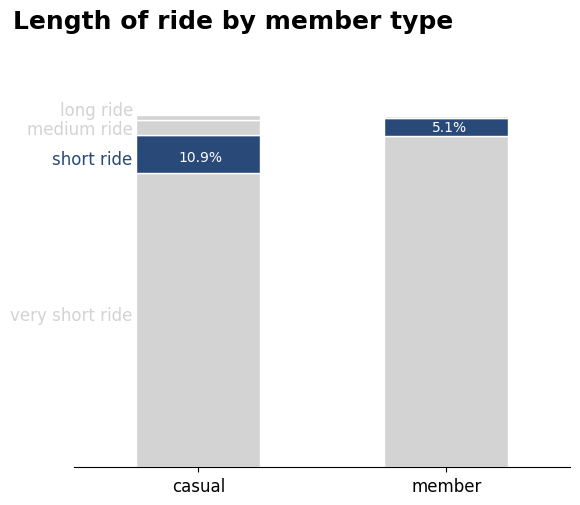 Length of ride by member type
long ride
medium ride
5.1%
short ride
10.9%
very short ride
casual
member